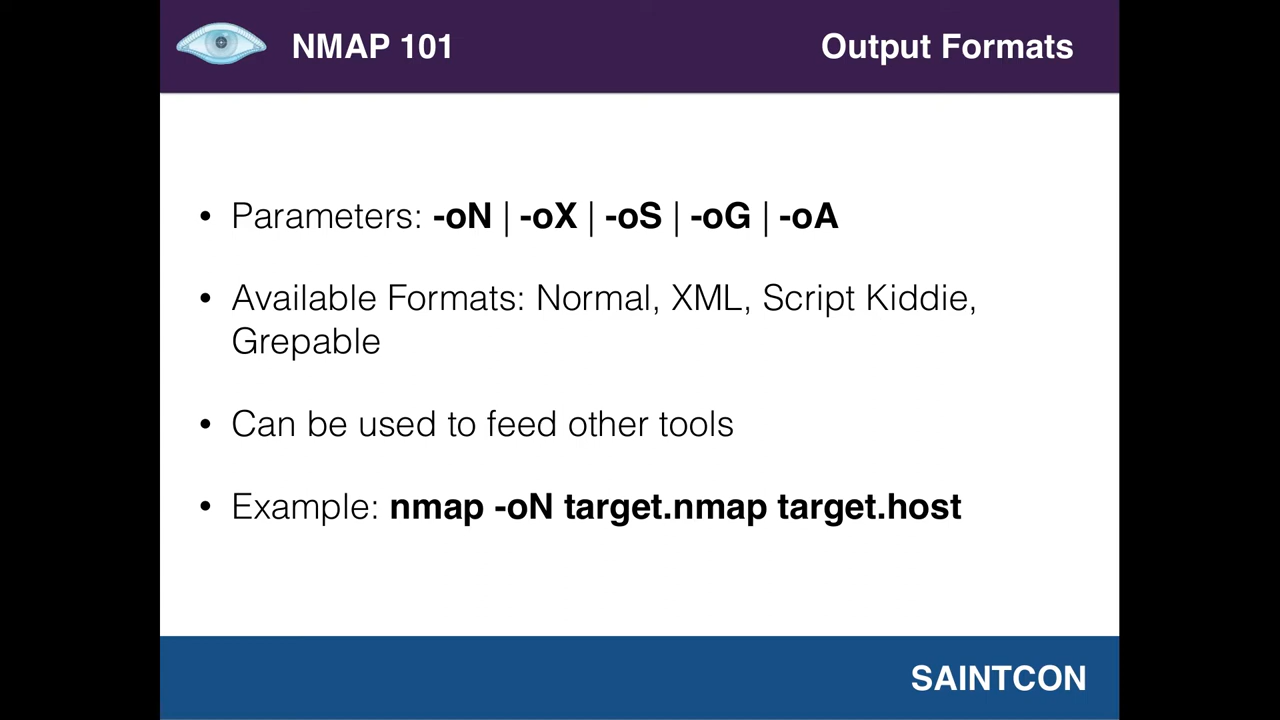 NMAP 101
Output Formats
• Parameters: -oN | -oX | -oS | -oG | -oA
• Available Formats: Normal, XML, Script Kiddie,
Grepable
• Can be used to feed other tools
• Example: nmap -oN target.nmap target.host
SAINTCON